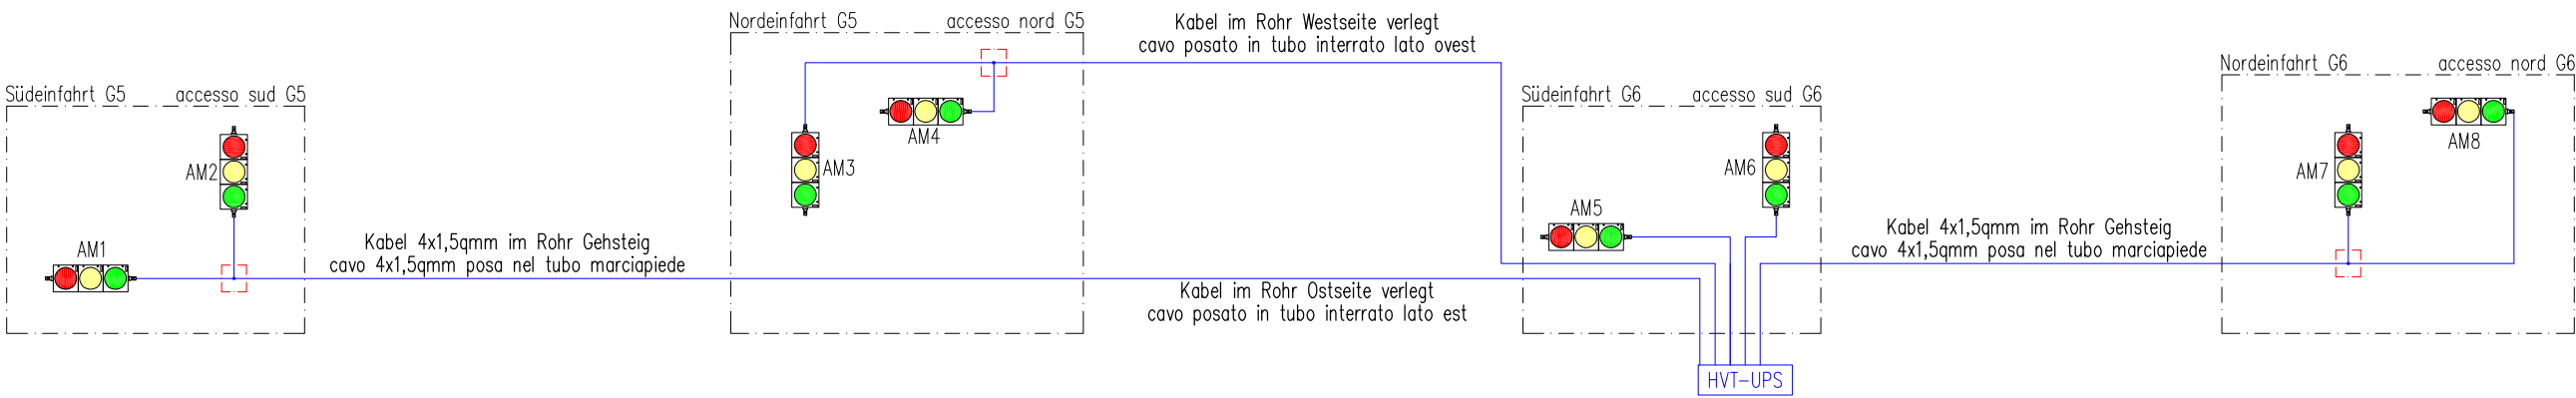 Nordeinfahrt G5 accesso nord G5
Kabel im Rohr Westseite verlegt
cavo posato in tubo interrato lato ovest
Nordeinfahrt G6 accesso nord G6
Südeinfahrt G5 accesso sud G5
Südeinfahrt G6 accesso sud G6
AM4
AM8
AM2
AM3
AM6
AM7
AM5
AM1
Kabel 4x1,5qmm im Rohr Gehsteig
cavo 4x1,5qmm posa nel tubo marciapiede
Kabel 4x1,5qmm im Rohr Gehsteig
cavo 4x1,5qmm posa nel tubo marciapiede
Kabel im Rohr Ostseite verlegt
cavo posato in tubo interrato lato est
HVT-UPS